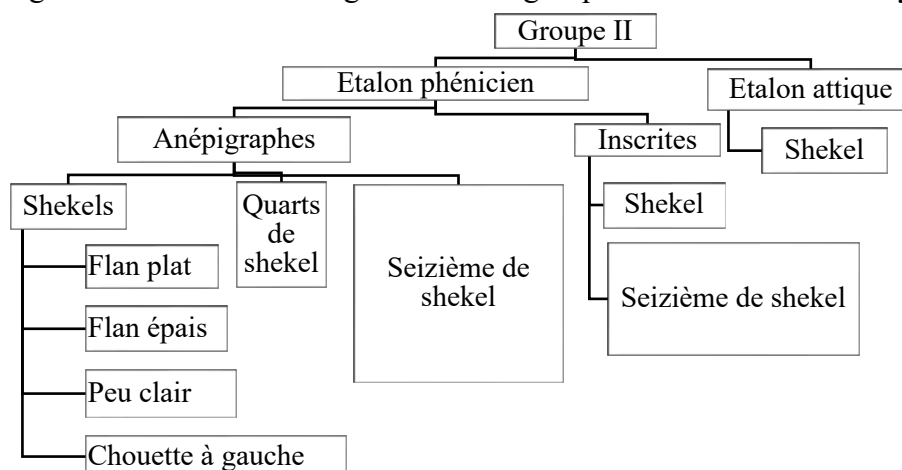 Groupe II
Etalon phénicien
Etalon attique
Anépigraphes
Inscrites
Shekel
Shekels
Quarts
de
shekel
Seizième de
shekel
Shekel
Seizième de shekel
Flan plat
Flan épais
Peu clair
Chouette à gauche